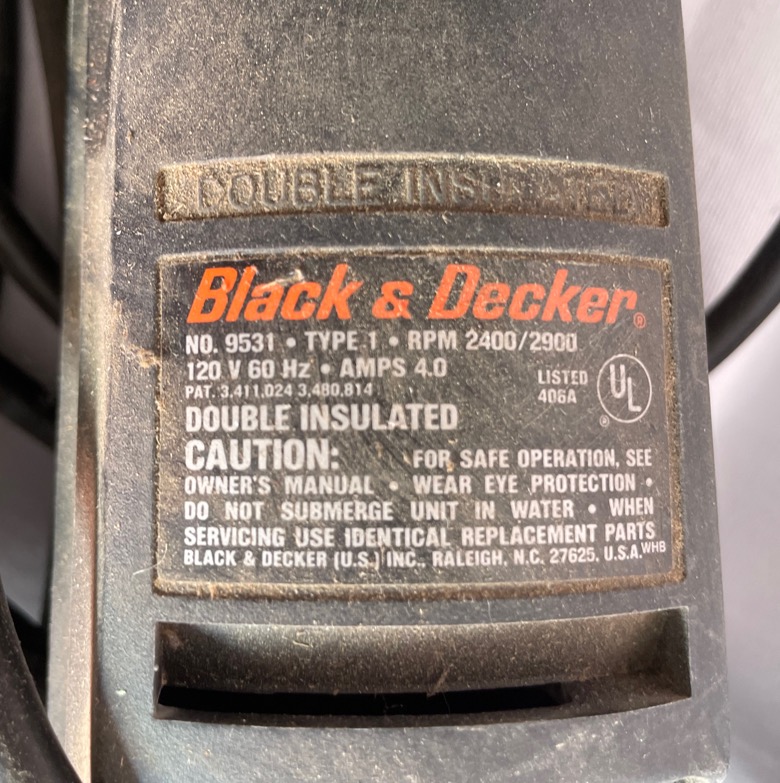 DOUBLE INSULATED
Black & Decker®
NO. 9531 • TYPE 1 • RPM 2400/2900
120 V 60 Hz • AMPS 4.0
PAT. 3,411,024 3,480,814
LISTED
406A
UL
®
DOUBLE INSULATED
CAUTION: FOR SAFE OPERATION, SEE
OWNER'S MANUAL • WEAR EYE PROTECTION •
DO NOT SUBMERGE UNIT IN WATER • WHEN
SERVICING USE IDENTICAL REPLACEMENT PARTS
BLACK & DECKER (U.S.) INC., RALEIGH, N.C. 27625, U.S.A. WHB